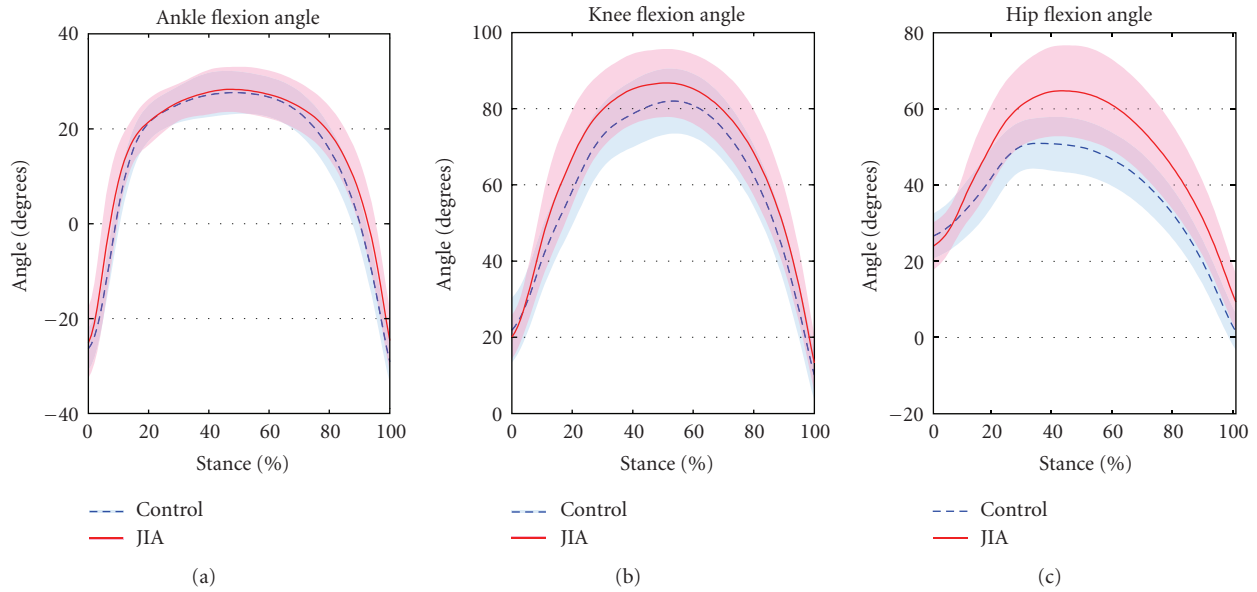 Ankle flexion angle
40
20
0
−20
−40
Angle (degrees)
0 20 40 60 80 100
Stance (%)
Control
JIA
(a)
Knee flexion angle
100
80
60
40
20
0
Angle (degrees)
0 20 40 60 80 100
Stance (%)
Control
JIA
(b)
Hip flexion angle
80
60
40
20
0
−20
Angle (degrees)
0 20 40 60 80 100
Stance (%)
Control
JIA
(c)